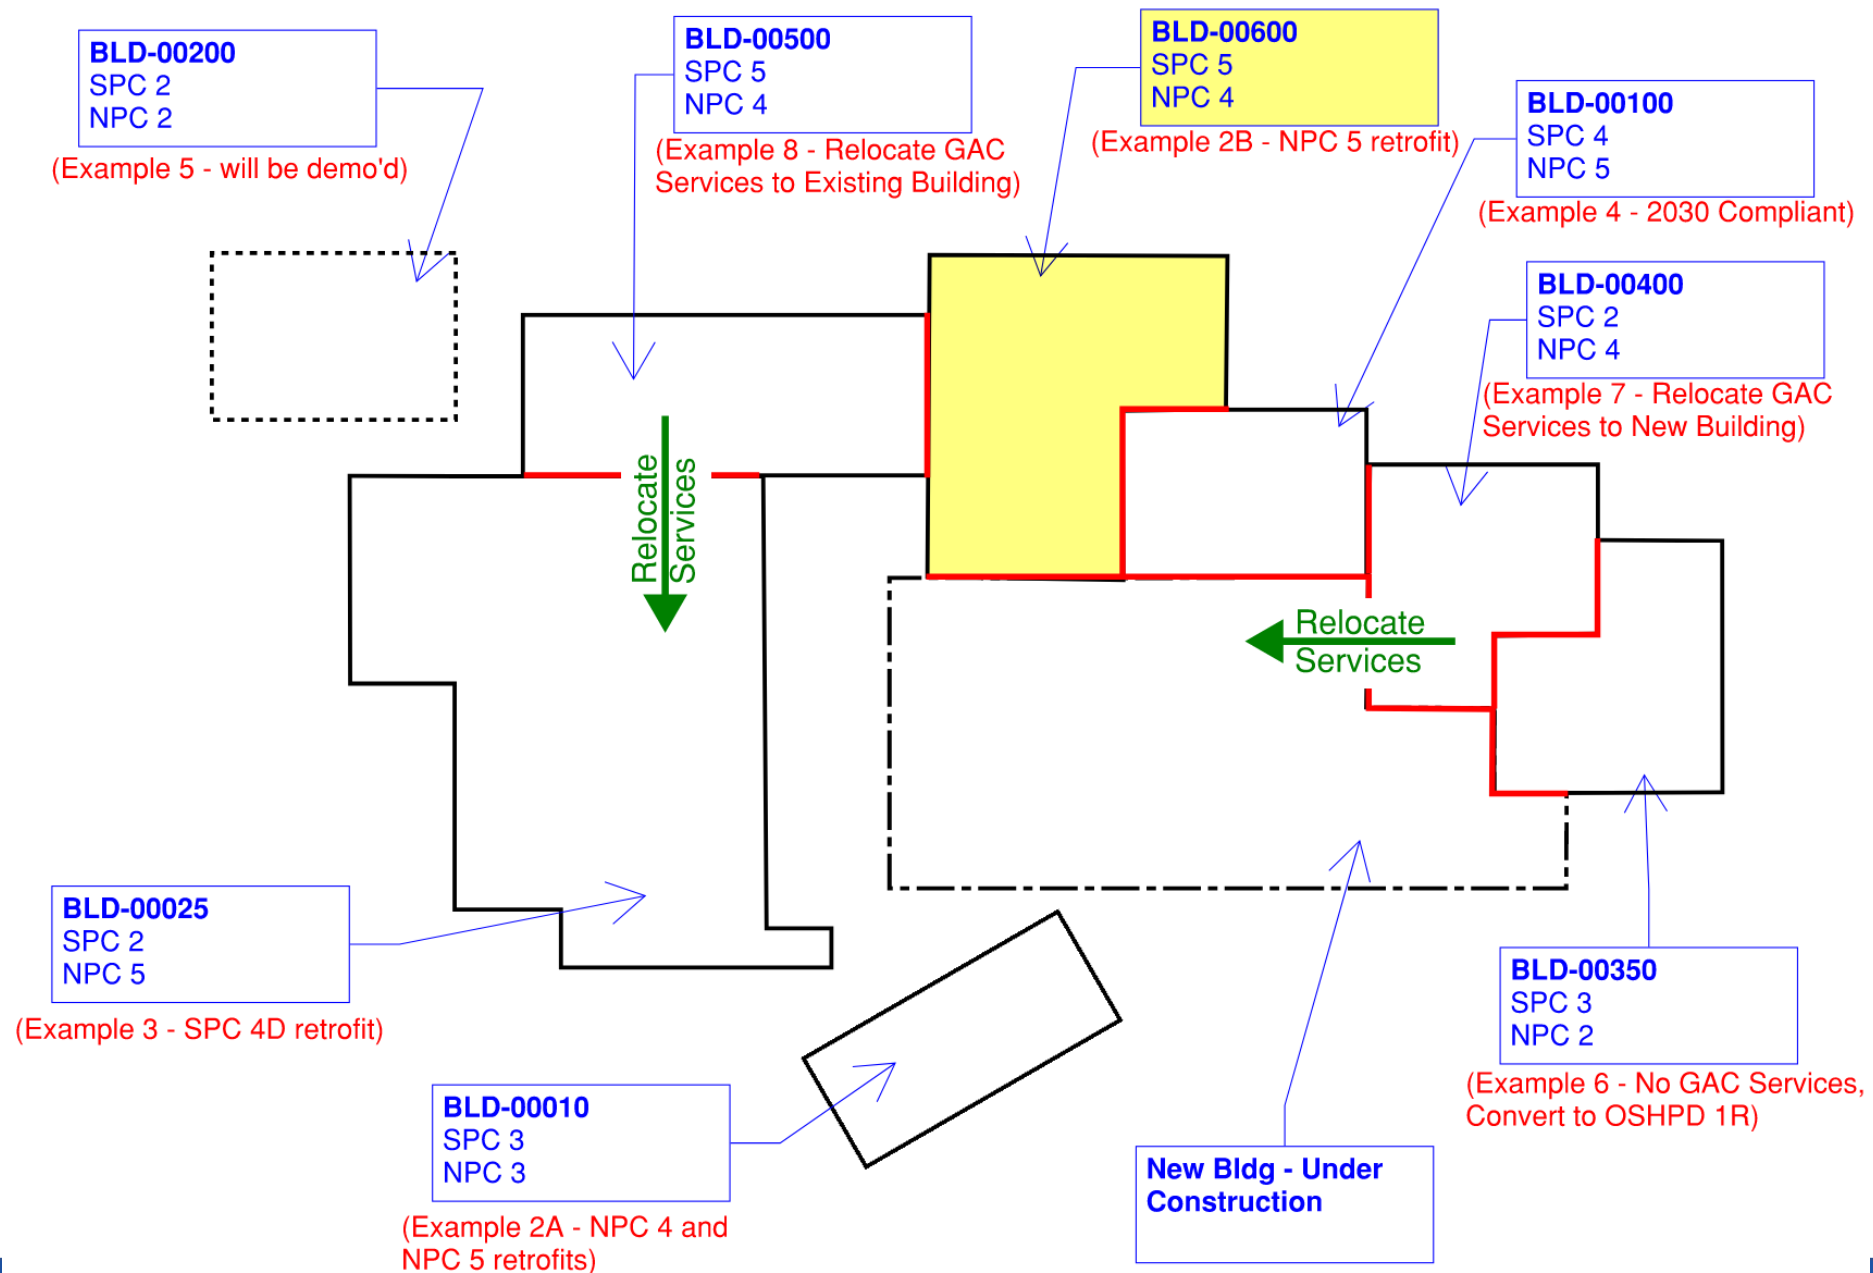 BLD-00200
SPC 2
NPC 2
(Example 5 - will be demo'd)
BLD-00500
SPC 5
NPC 4
(Example 8 - Relocate GAC
Services to Existing Building)
BLD-00600
SPC 5
NPC 4
(Example 2B - NPC 5 retrofit)
BLD-00100
SPC 4
NPC 5
(Example 4 - 2030 Compliant)
BLD-00400
SPC 2
NPC 4
(Example 7 - Relocate GAC
Services to New Building)
Relocate
Services
Relocate
Services
BLD-00025
SPC 2
NPC 5
(Example 3 - SPC 4D retrofit)
BLD-00010
SPC 3
NPC 3
(Example 2A - NPC 4 and
NPC 5 retrofits)
New Bldg - Under
Construction
BLD-00350
SPC 3
NPC 2
(Example 6 - No GAC Services,
Convert to OSHPD 1R)